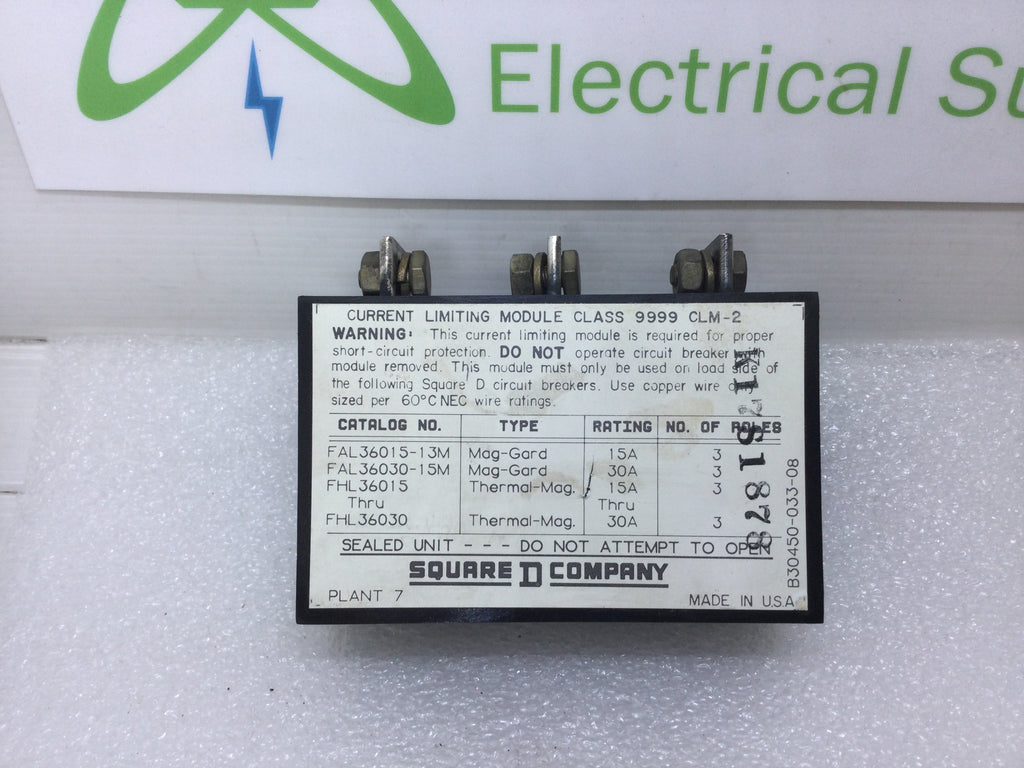 Electrical Su
CURRENT LIMITING MODULE CLASS 9999 CLM-2
WARNING: This current limiting module is required for proper
short-circuit protection. DO NOT operate circuit breaker with
module removed. This module must only be used on load side of
the following Square D circuit breakers. Use copper wire
sized per 60°C NEC wire ratings.
CATALOG NO. TYPE RATING NO. OF POLES
FAL36015-13M Mag-Gard 15A 3
FAL36030-15M Mag-Gard 30A 3
FHL36015 Thermal-Mag. 15A 3
Thru Thru
FHL36030 Thermal-Mag. 30A 3
SEALED UNIT - - - DO NOT ATTEMPT TO OPEN
SQUARE D COMPANY
PLANT 7 MADE IN U.S.A.
B30450-033-08